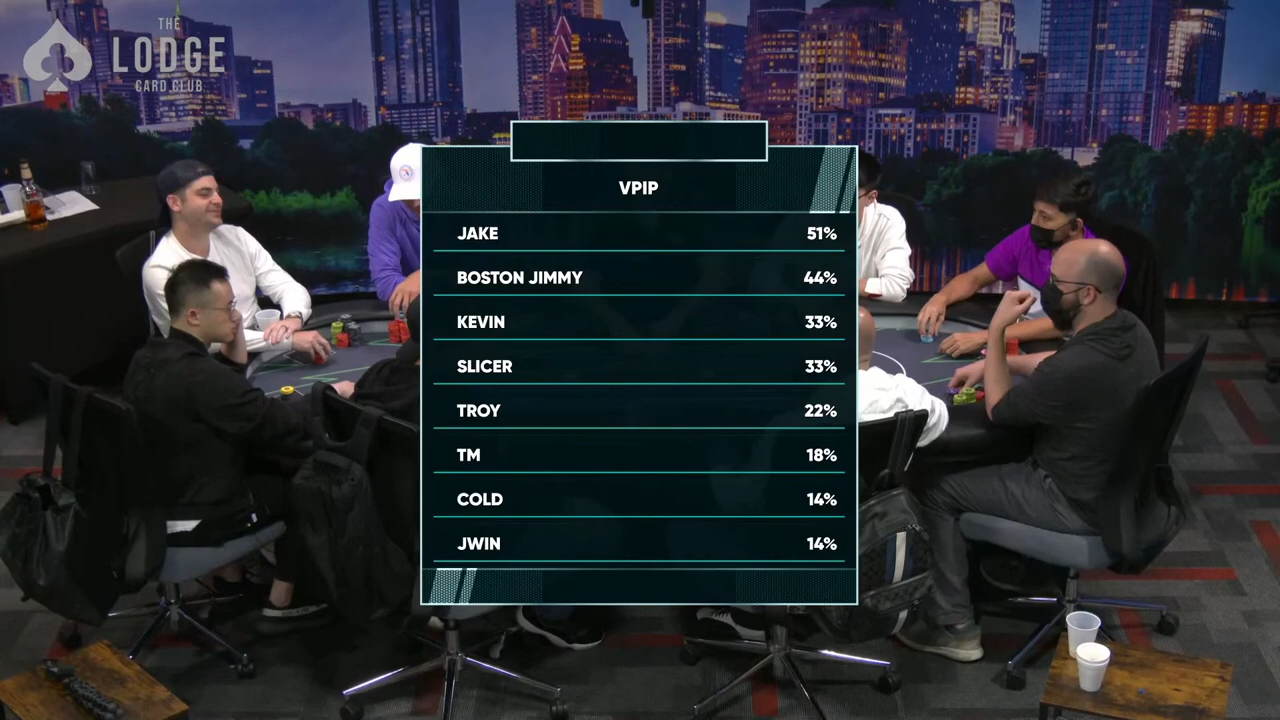 THE
LODGE
CARD CLUB
VPIP
JAKE 51%
BOSTON JIMMY 44%
KEVIN 33%
SLICER 33%
TROY 22%
TM 18%
COLD 14%
JWIN 14%